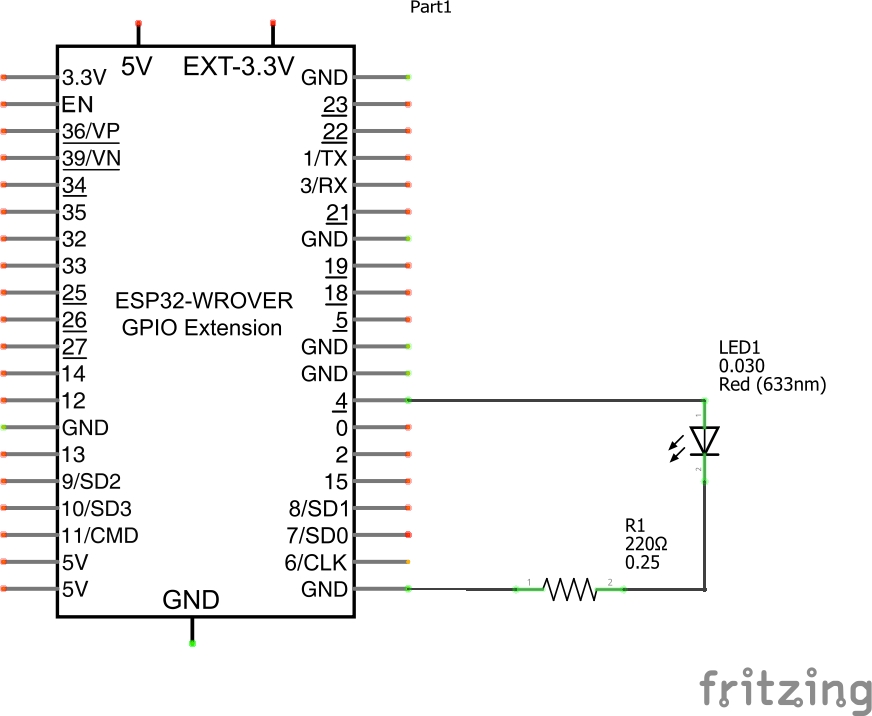 Part1
5V
EXT-3.3V
3.3V
EN
36/VP
39/VN
34
35
32
33
25
26
27
14
12
GND
13
9/SD2
10/SD3
11/CMD
5V
5V
ESP32-WROVER
GPIO Extension
GND
GND
23
22
1/TX
3/RX
21
GND
19
18
5
GND
GND
4
0
2
15
8/SD1
7/SD0
6/CLK
GND
LED1
0.030
Red (633nm)
1
2
R1
220Ω
0.25
1
2
fritzing